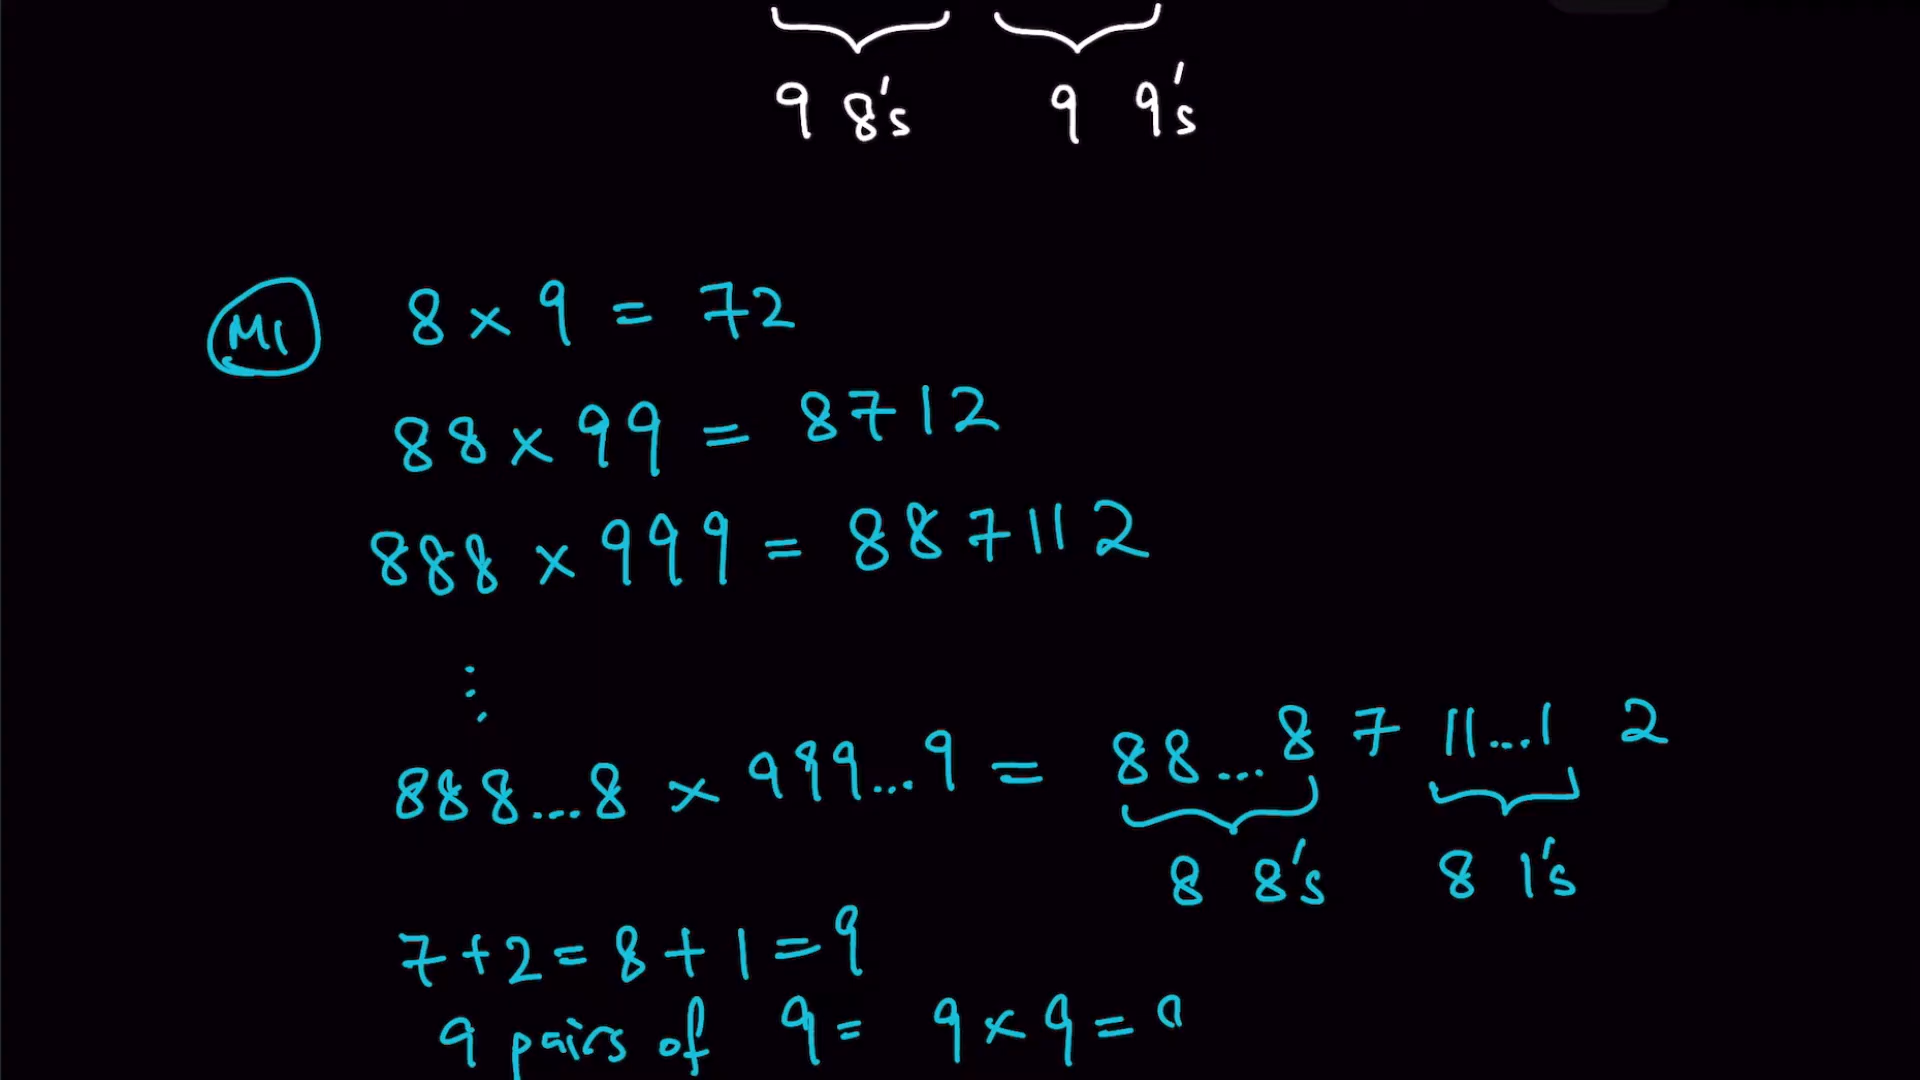 9 8's 9 9's
M1 8 × 9 = 72
88 × 99 = 8712
888 × 999 = 887112
⋮
888...8 × 999...9 = 88...8 7 11...1 2
8 8's 8 1's
7 + 2 = 8 + 1 = 9
9 pairs of 9 = 9 × 9 =